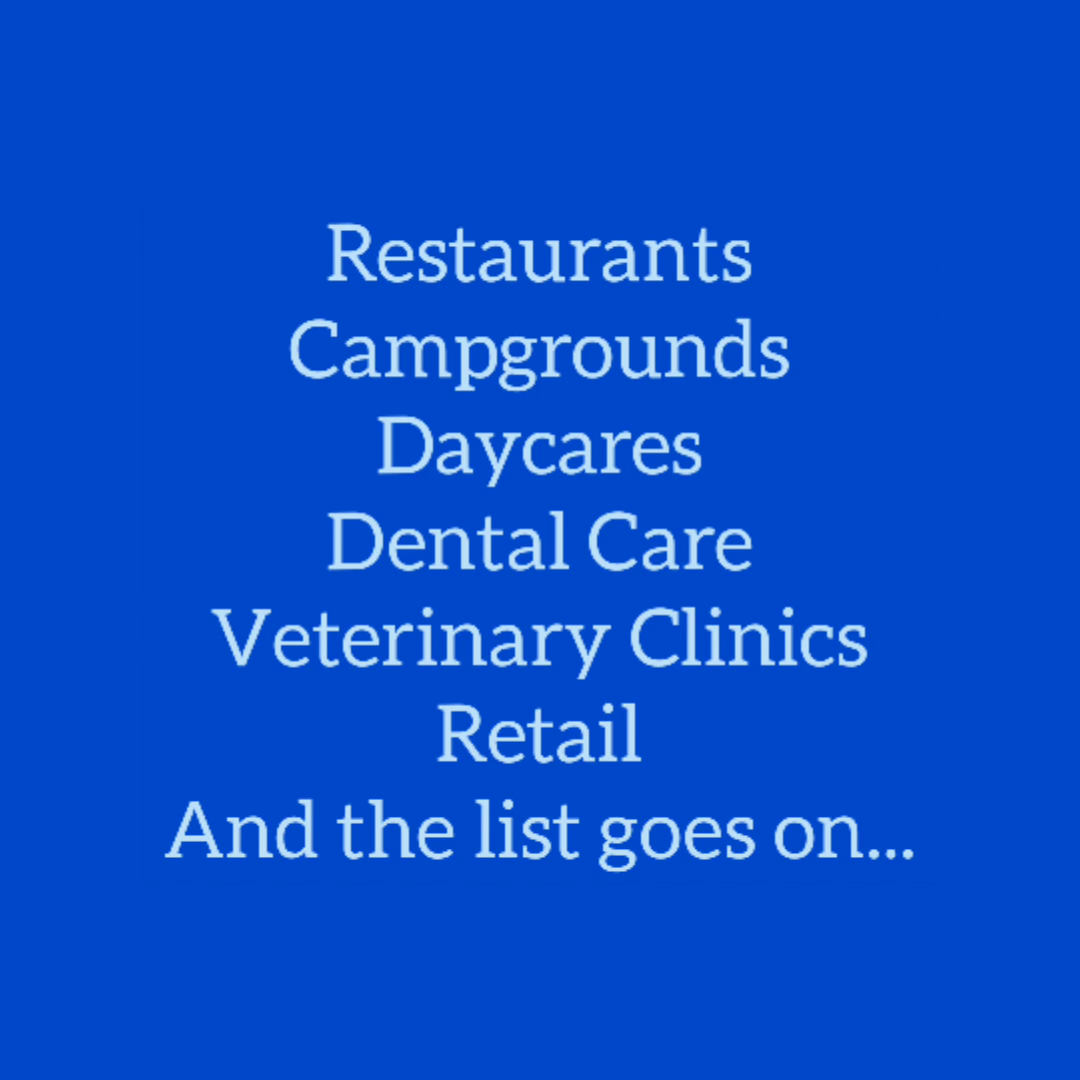 Restaurants
Campgrounds
Daycares
Dental Care
Veterinary Clinics
Retail
And the list goes on...